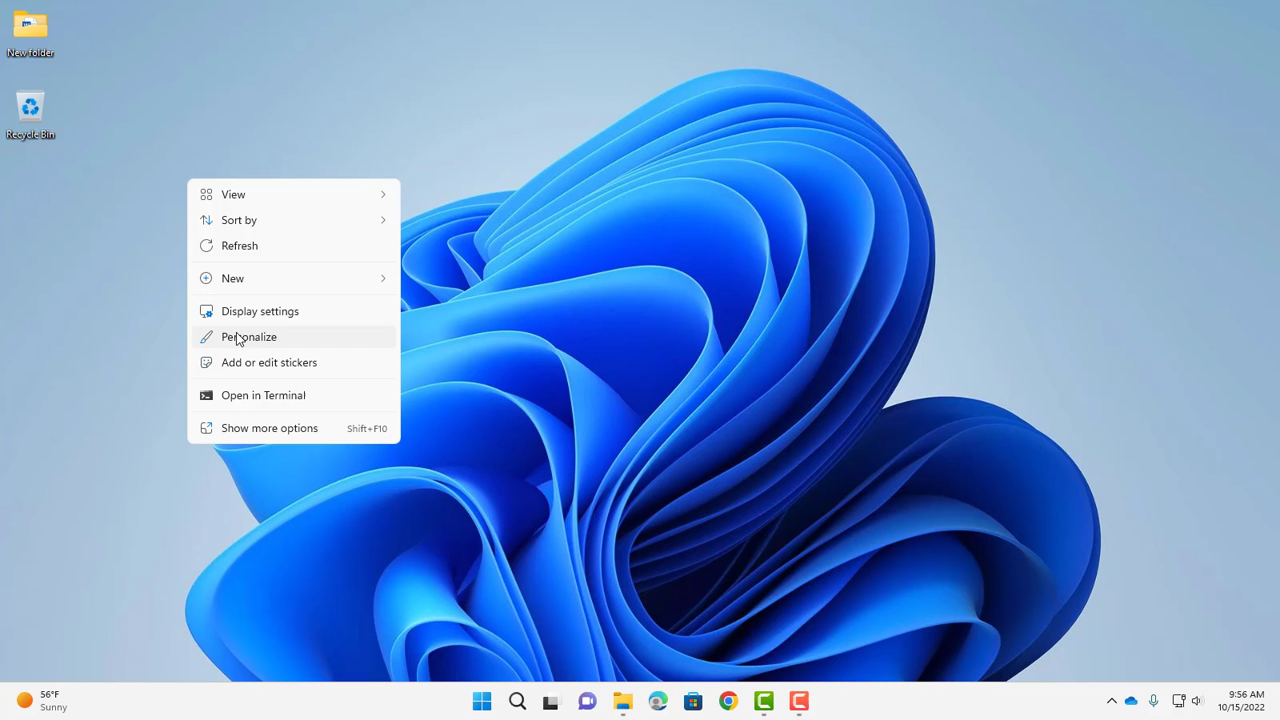 New folder
Recycle Bin
View
Sort by
Refresh
New
Display settings
Personalize
Add or edit stickers
Open in Terminal
Show more options Shift+F10
56°F
Sunny
9:56 AM
10/15/2022